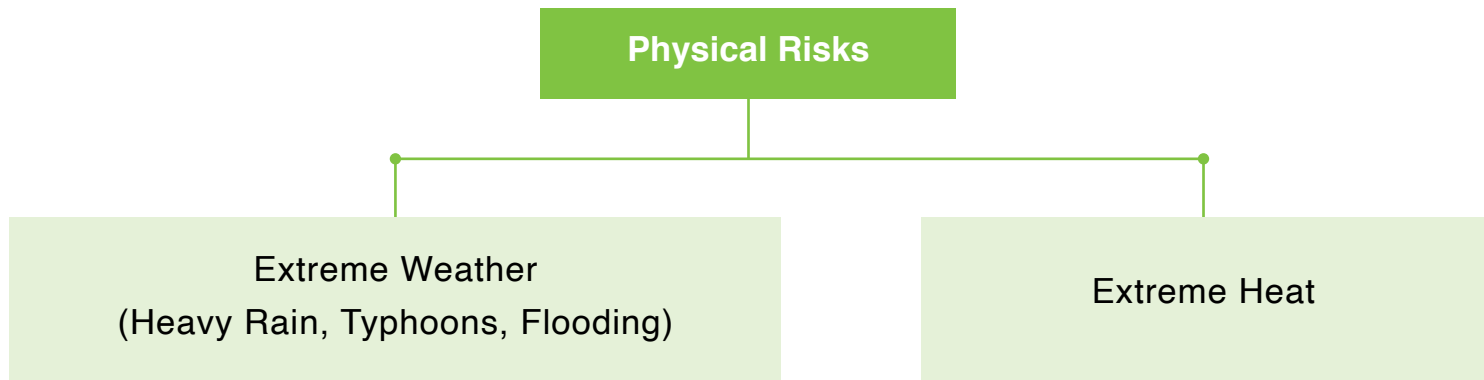 Physical Risks
Extreme Weather
(Heavy Rain, Typhoons, Flooding)
Extreme Heat